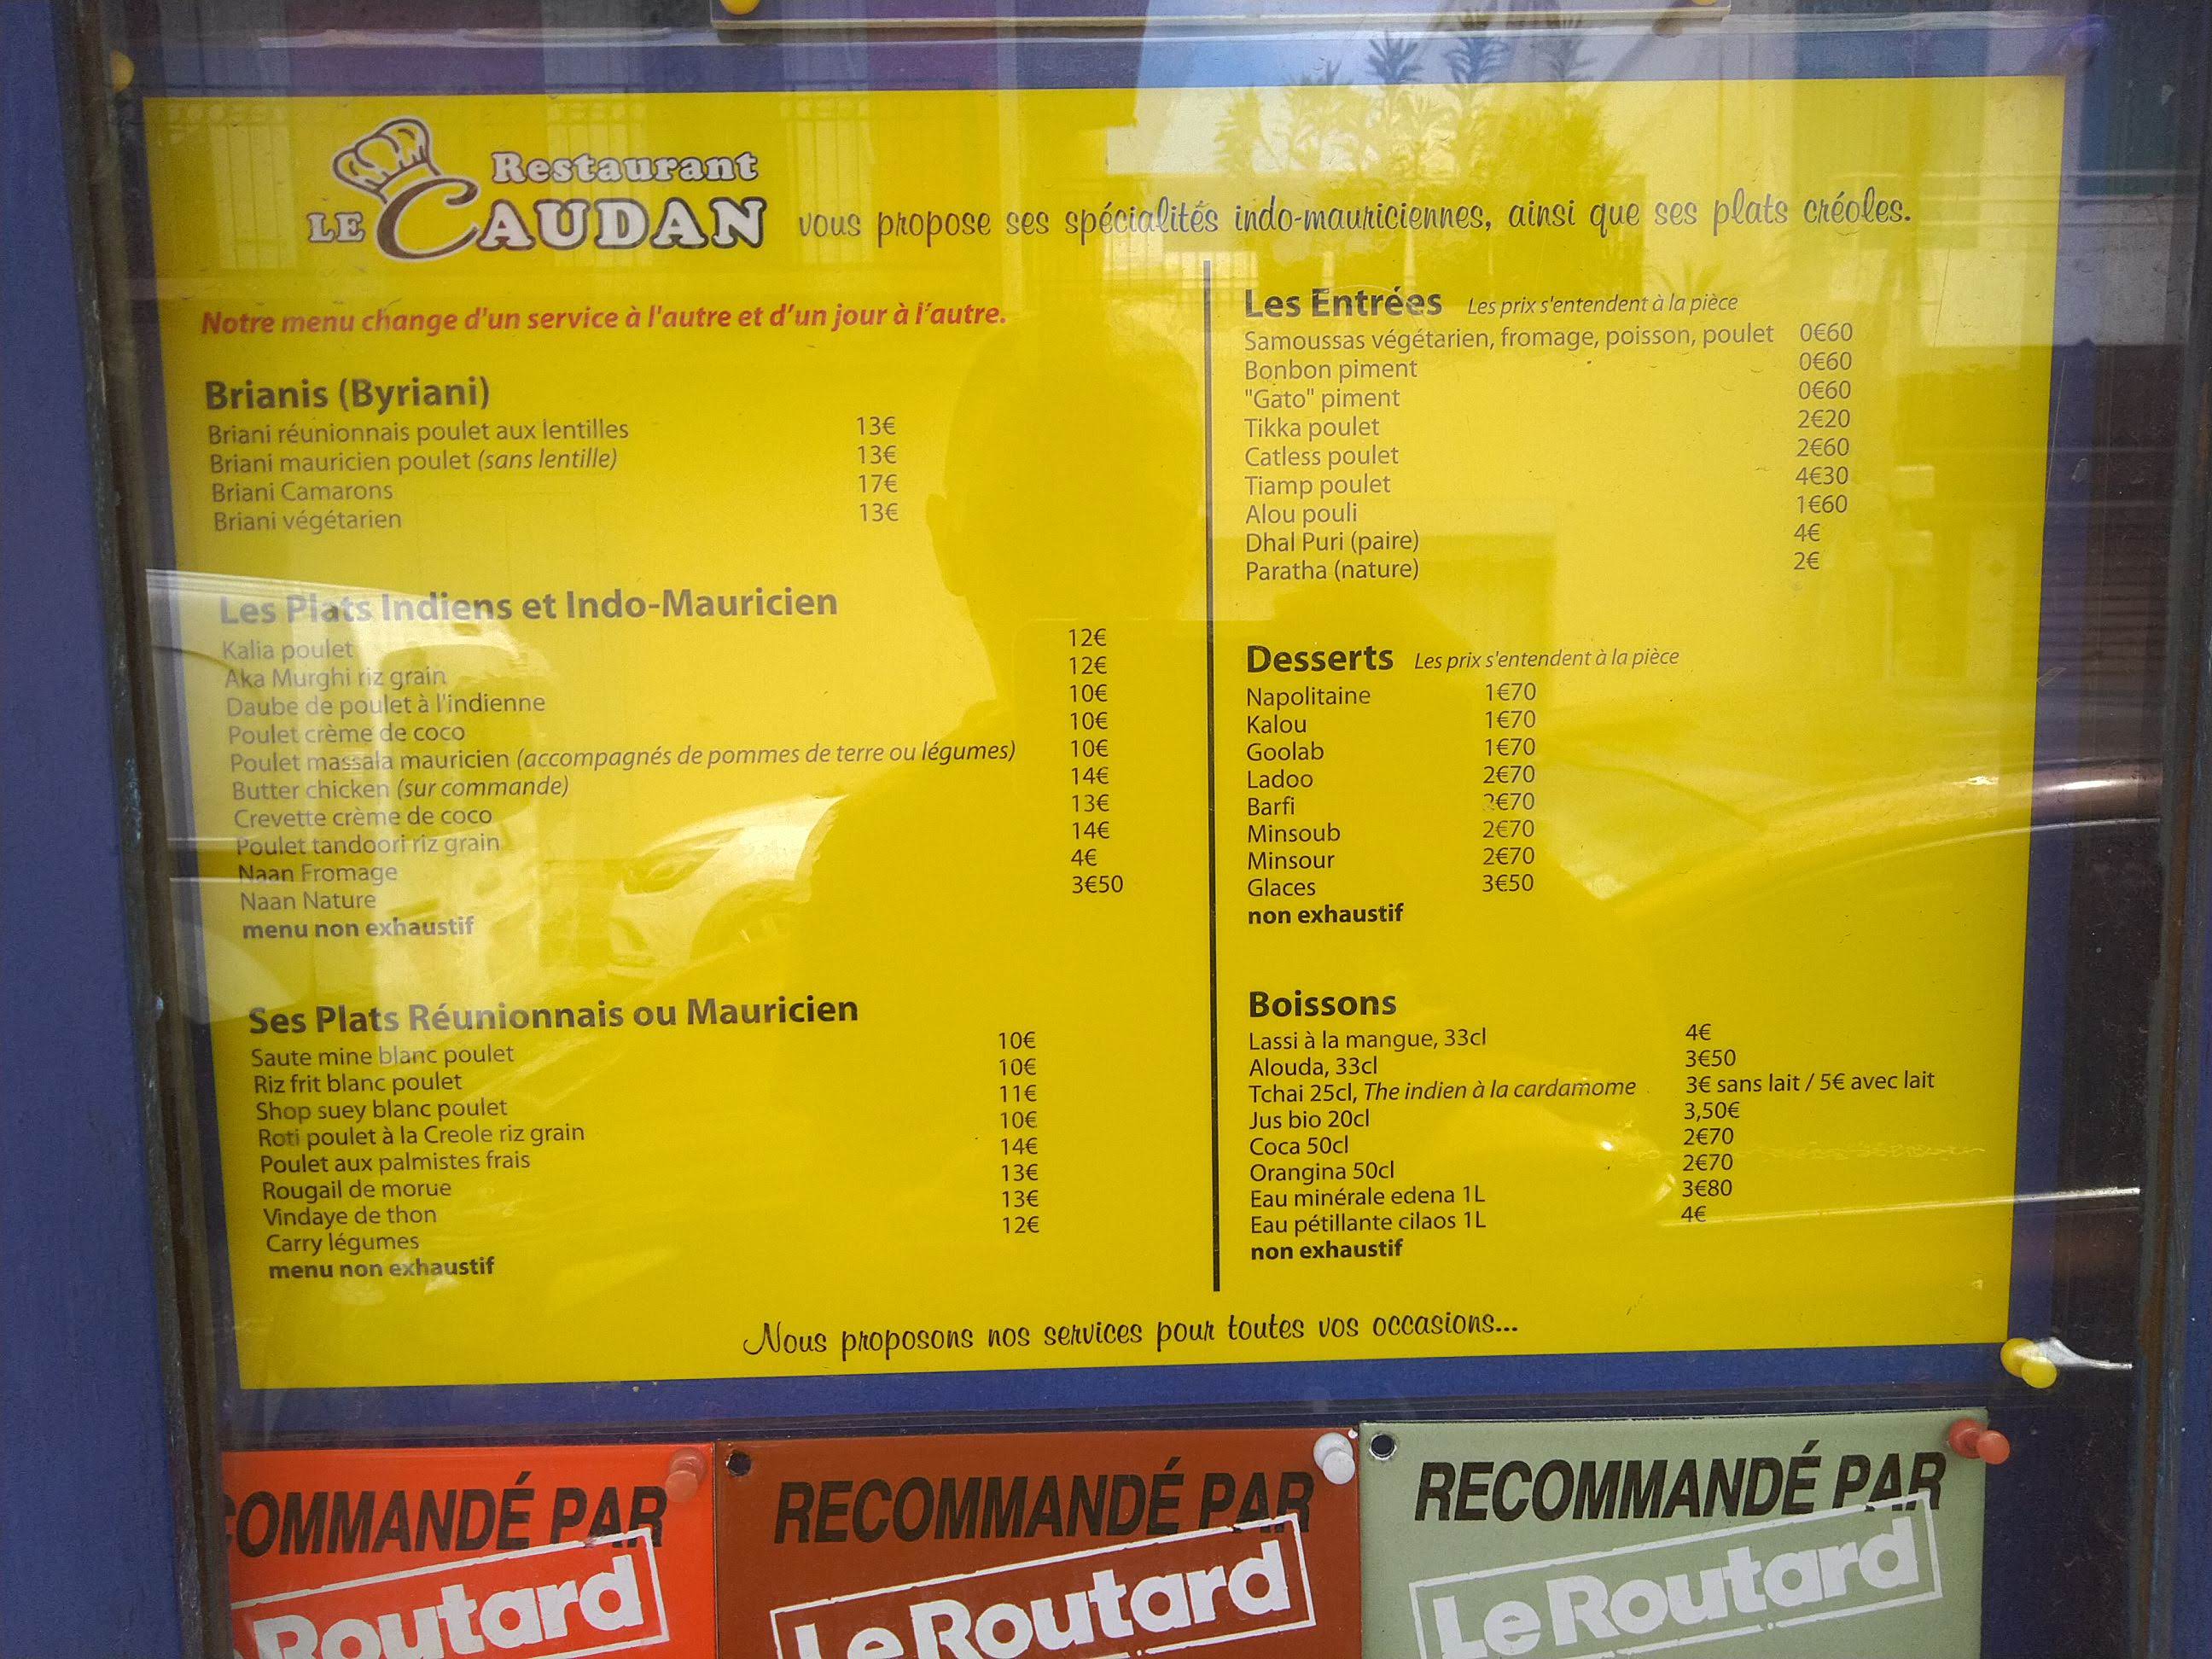 Restaurant
LE CAUDAN vous propose ses spécialités indo-mauriciennes, ainsi que ses plats créoles.
Notre menu change d'un service à l'autre et d'un jour à l'autre.
Brianis (Byriani)
Briani réunionnais poulet aux lentilles 13€
Briani mauricien poulet (sans lentille) 13€
Briani Camarons 17€
Briani végétarien 13€
Les Plats Indiens et Indo-Mauricien
Kalia poulet 12€
Aka Murghi riz grain 12€
Daube de poulet à l'indienne 10€
Poulet crème de coco 10€
Poulet massala mauricien (accompagnés de pommes de terre ou légumes) 10€
Butter chicken (sur commande) 14€
Crevette crème de coco 13€
Poulet tandoori riz grain 14€
Naan Fromage 4€
Naan Nature 3€50
menu non exhaustif
Ses Plats Réunionnais ou Mauricien
Saute mine blanc poulet 10€
Riz frit blanc poulet 10€
Shop suey blanc poulet 11€
Roti poulet à la Creole riz grain 10€
Poulet aux palmistes frais 14€
Rougail de morue 13€
Vindaye de thon 13€
Carry légumes 12€
menu non exhaustif
Les Entrées Les prix s'entendent à la pièce
Samoussas végétarien, fromage, poisson, poulet 0€60
Bonbon piment 0€60
"Gato" piment 0€60
Tikka poulet 2€20
Catless poulet 2€60
Tiamp poulet 4€30
Alou pouli 1€60
Dhal Puri (paire) 4€
Paratha (nature) 2€
Desserts Les prix s'entendent à la pièce
Napolitaine 1€70
Kalou 1€70
Goolab 1€70
Ladoo 2€70
Barfi 2€70
Minsoub 2€70
Minsour 2€70
Glaces 3€50
non exhaustif
Boissons
Lassi à la mangue, 33cl 4€
Alouda, 33cl 3€50
Tchai 25cl, The indien à la cardamome 3€ sans lait / 5€ avec lait
Jus bio 20cl 3,50€
Coca 50cl 2€70
Orangina 50cl 2€70
Eau minérale edena 1L 3€80
Eau pétillante cilaos 1L 4€
non exhaustif
Nous proposons nos services pour toutes vos occasions...
COMMANDÉ PAR
Routard
RECOMMANDÉ PAR
Le Routard
RECOMMANDÉ PAR
Le Routard